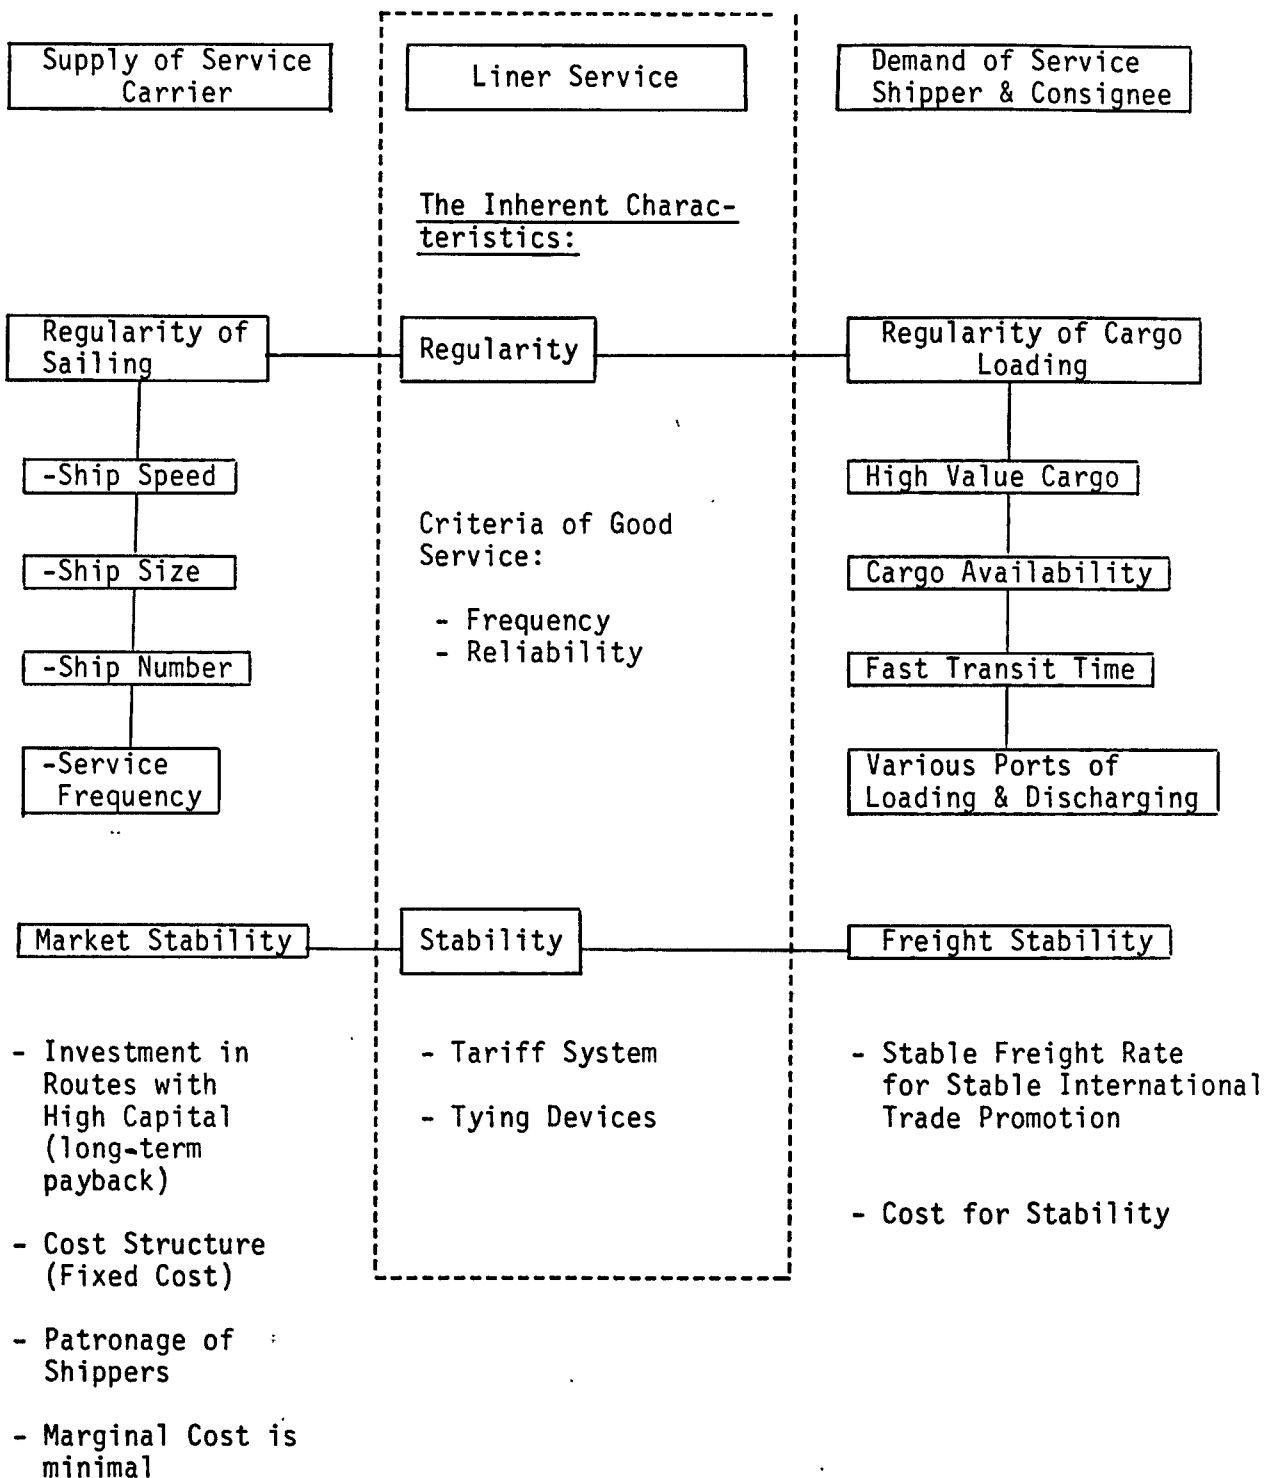 Supply of Service
Carrier
Liner Service
Demand of Service
Shipper & Consignee
The Inherent Charac-
teristics:
Regularity of
Sailing
Regularity
Regularity of Cargo
Loading
-Ship Speed
-Ship Size
-Ship Number
-Service
Frequency
Criteria of Good
Service:
- Frequency
- Reliability
High Value Cargo
Cargo Availability
Fast Transit Time
Various Ports of
Loading & Discharging
Market Stability
Stability
Freight Stability
- Investment in
Routes with
High Capital
(long-term
payback)
- Cost Structure
(Fixed Cost)
- Patronage of
Shippers
- Marginal Cost is
minimal
- Tariff System
- Tying Devices
- Stable Freight Rate
for Stable International
Trade Promotion
- Cost for Stability